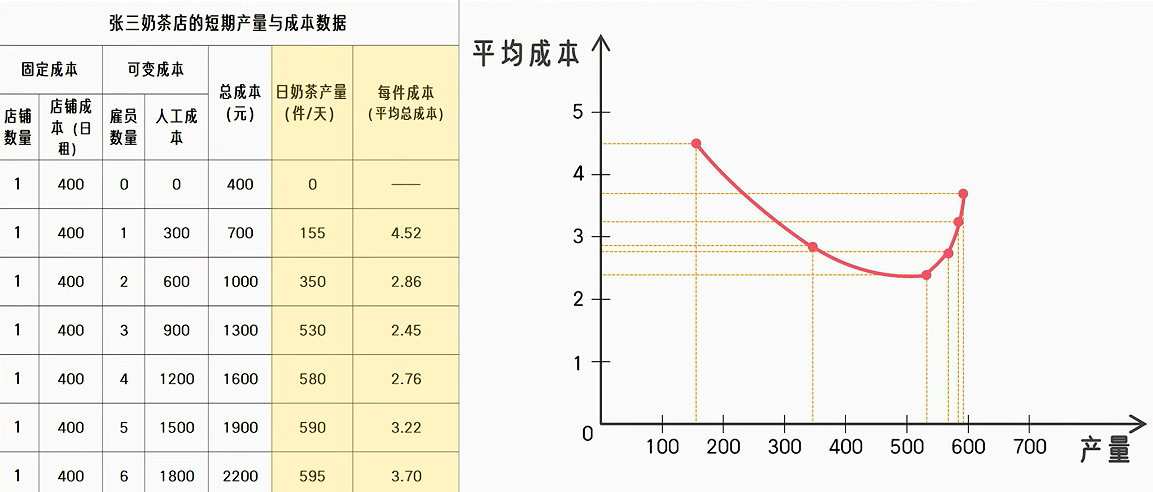 张三奶茶店的短期产量与成本数据
固定成本 可变成本 总成本(元) 日奶茶产量(件/天) 每件成本(平均总成本)
店铺数量 店铺成本(日租) 雇员数量 人工成本
1 400 0 0 400 0 ——
1 400 1 300 700 155 4.52
1 400 2 600 1000 350 2.86
1 400 3 900 1300 530 2.45
1 400 4 1200 1600 580 2.76
1 400 5 1500 1900 590 3.22
1 400 6 1800 2200 595 3.70
平均成本
5
4
3
2
1
0
100 200 300 400 500 600 700
产量